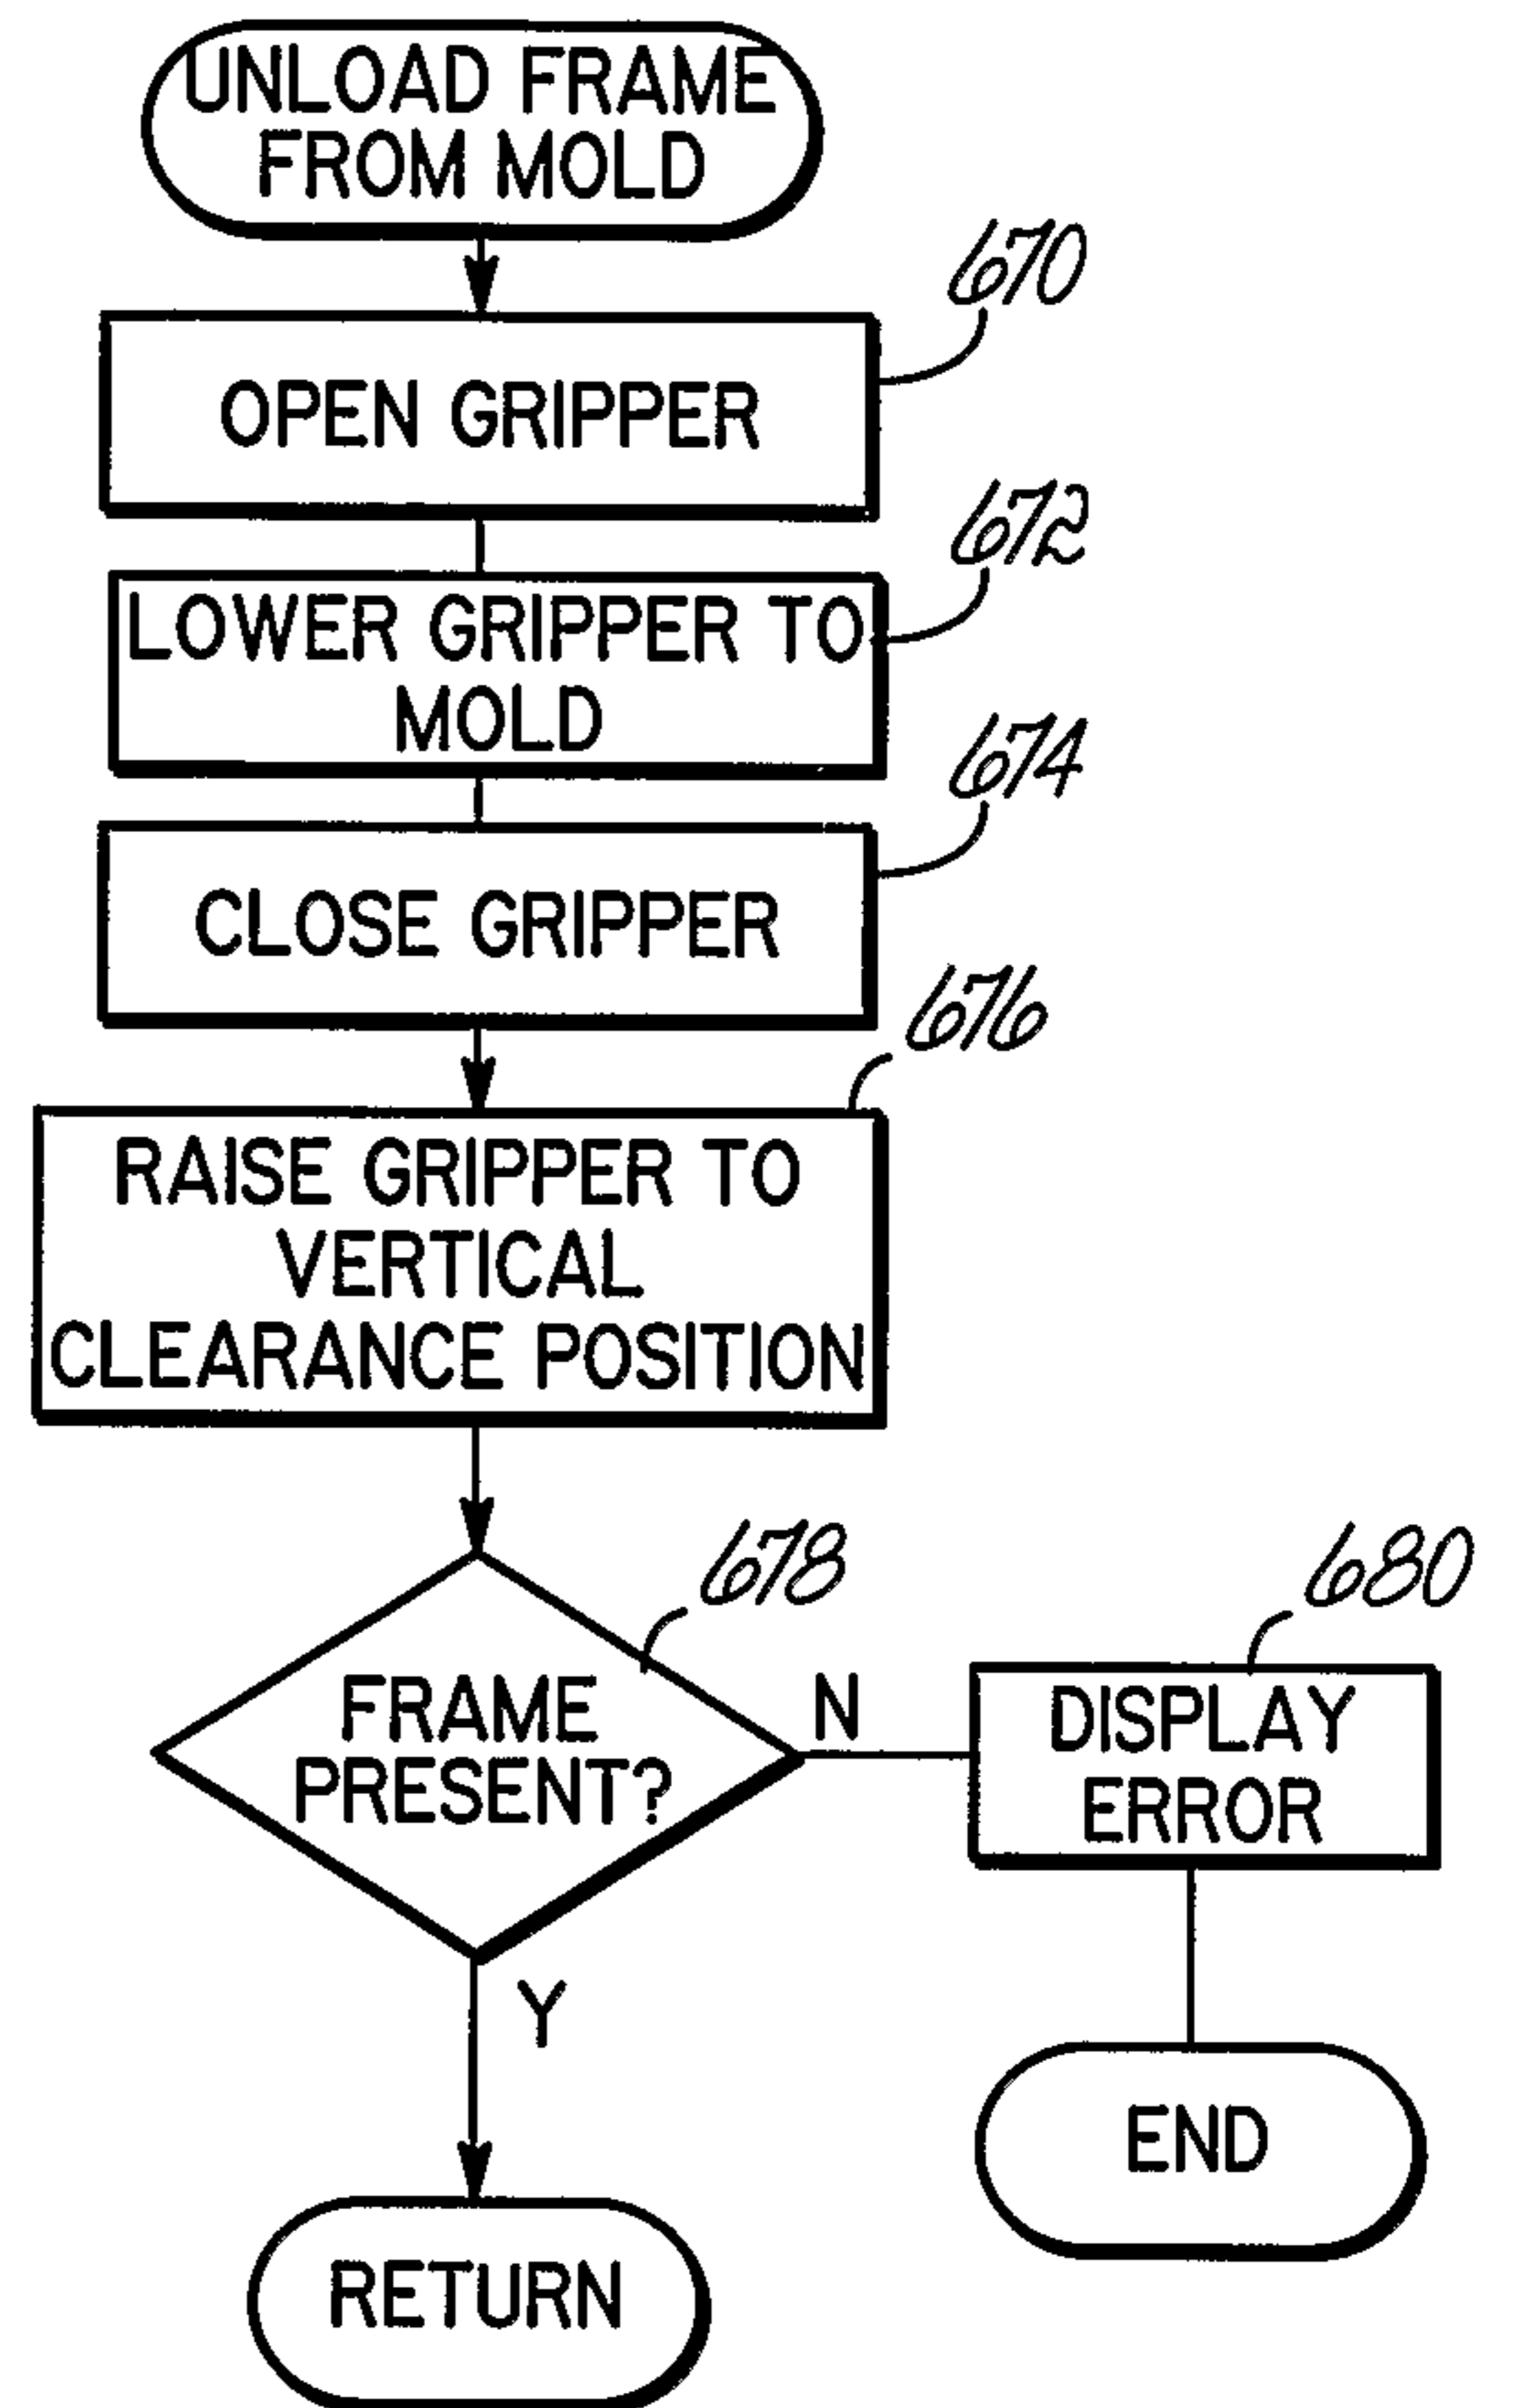 UNLOAD FRAME
FROM MOLD
670
OPEN GRIPPER
672
LOWER GRIPPER TO
MOLD
674
CLOSE GRIPPER
676
RAISE GRIPPER TO
VERTICAL
CLEARANCE POSITION
678
FRAME
PRESENT?
N
680
DISPLAY
ERROR
Y
END
RETURN